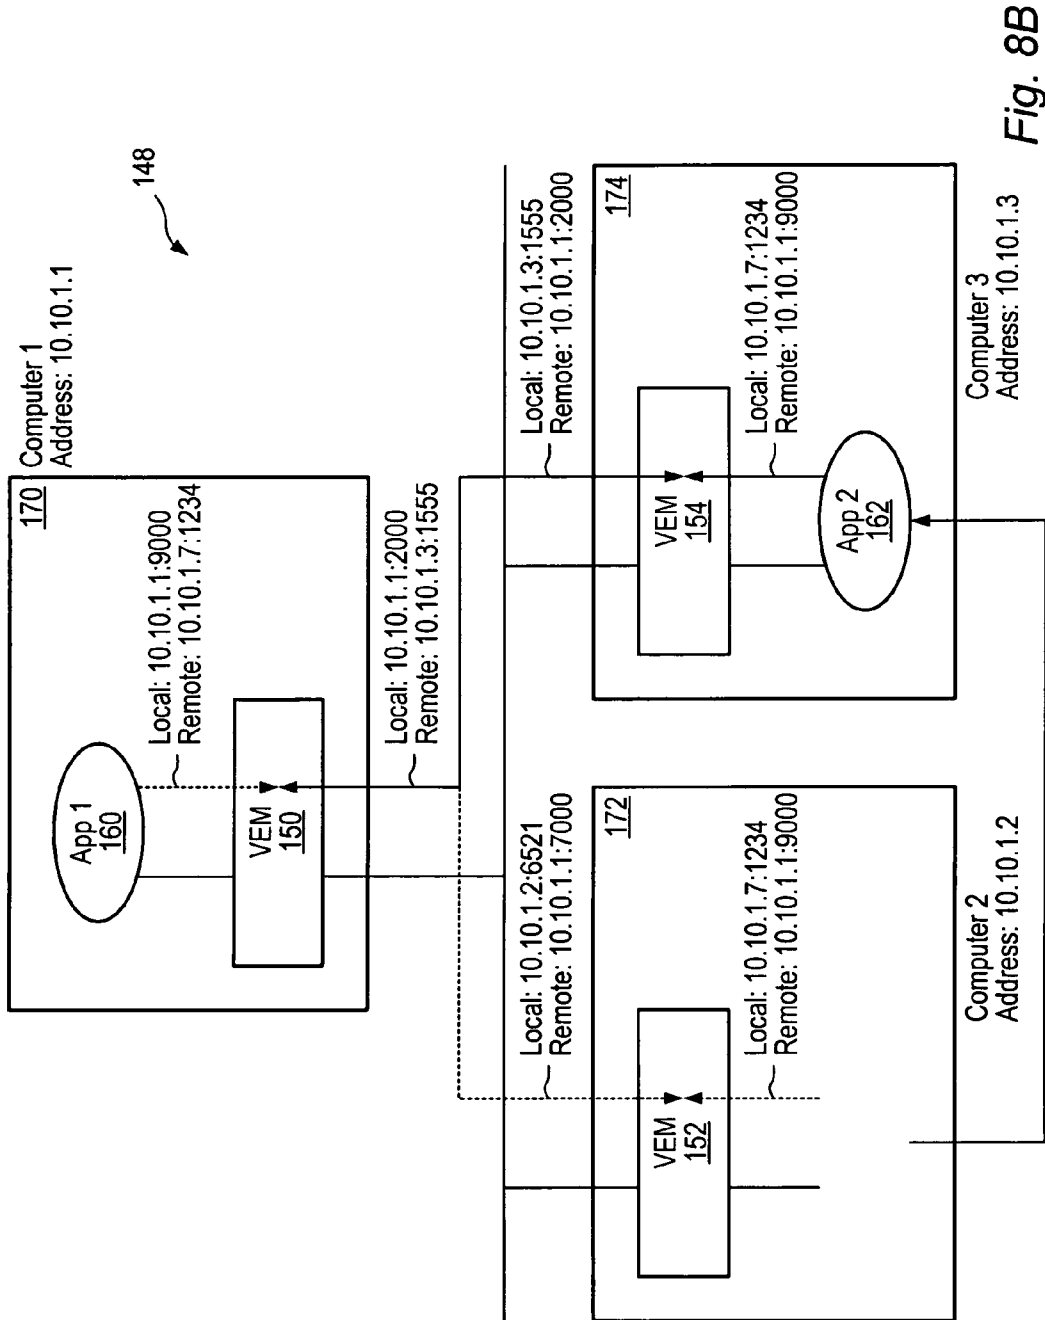 148
Computer 1
Address: 10.10.1.1
170
App 1
160
Local: 10.10.1.1:9000
Remote: 10.10.1.7:1234
VEM
150
Local: 10.10.1.1:2000
Remote: 10.10.1.3:1555
Local: 10.10.1.2:6521
Remote: 10.10.1.1:7000
172
VEM
152
Local: 10.10.1.7:1234
Remote: 10.10.1.1:9000
Computer 2
Address: 10.10.1.2
Local: 10.10.1.3:1555
Remote: 10.10.1.1:2000
174
VEM
154
Local: 10.10.1.7:1234
Remote: 10.10.1.1:9000
App 2
162
Computer 3
Address: 10.10.1.3
Fig. 8B